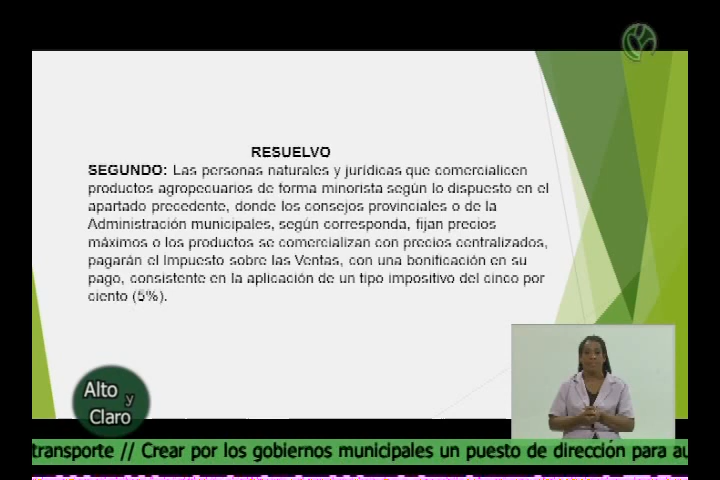 RESUELVO
SEGUNDO: Las personas naturales y jurídicas que comercialicen
productos agropecuarios de forma minorista según lo dispuesto en el
apartado precedente, donde los consejos provinciales o de la
Administración municipales, según corresponda, fijan precios
máximos o los productos se comercializan con precios centralizados,
pagarán el Impuesto sobre las Ventas, con una bonificación en su
pago, consistente en la aplicación de un tipo impositivo del cinco por
ciento (5%).
Alto y
Claro
transporte // Crear por los gobiernos municipales un puesto de dirección para au